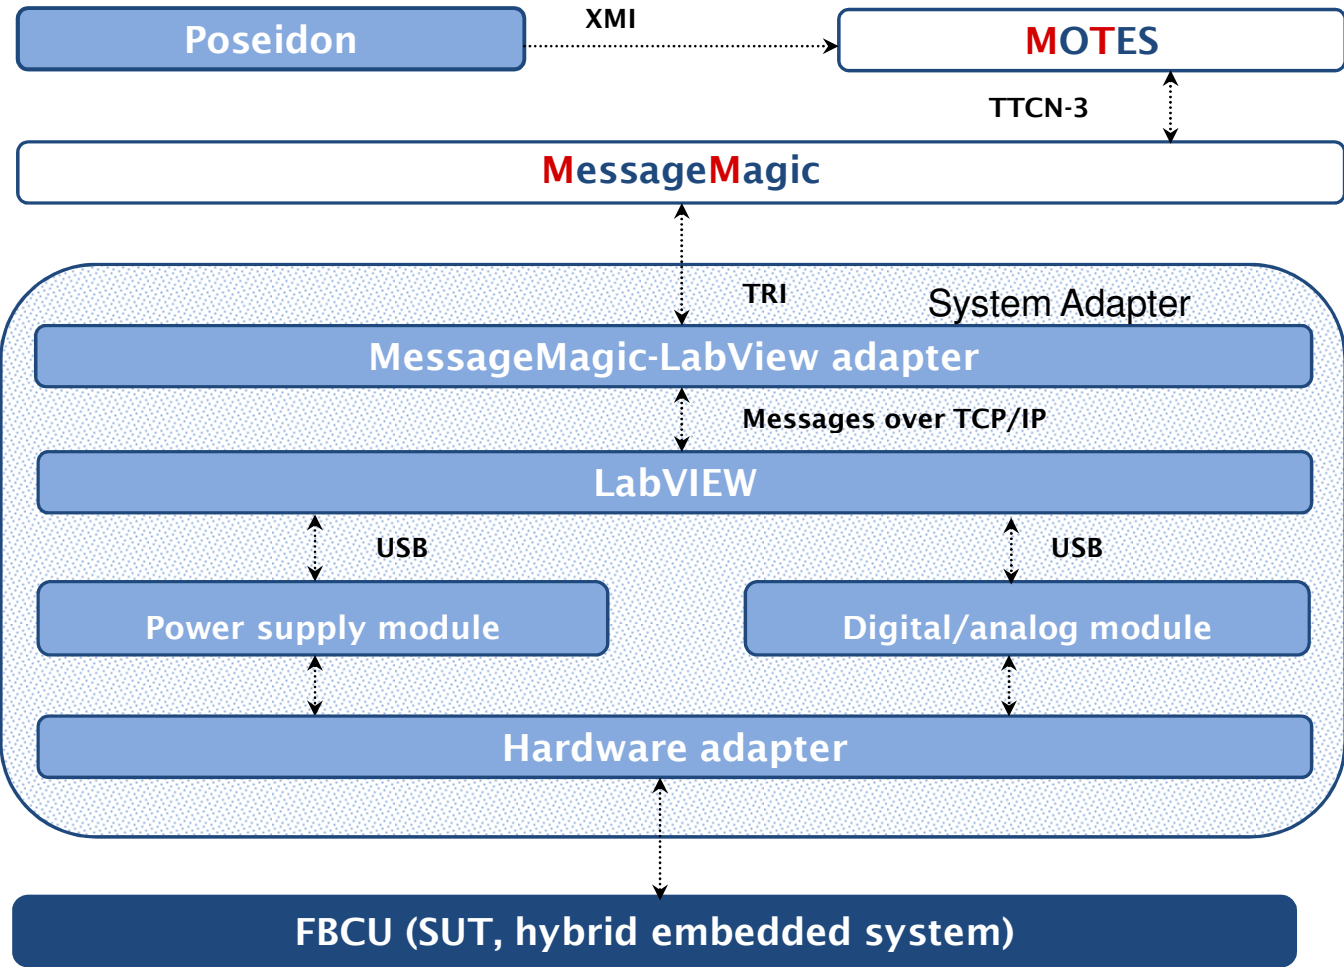 XMI
Poseidon
MOTES
TTCN-3
MessageMagic
TRI
System Adapter
MessageMagic-LabView adapter
Messages over TCP/IP
LabVIEW
USB
USB
Power supply module
Digital/analog module
Hardware adapter
FBCU (SUT, hybrid embedded system)